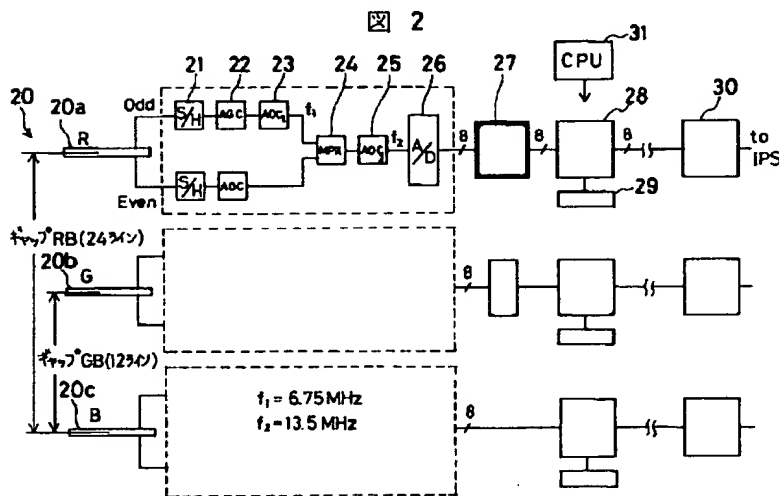 図 2
31
CPU
21 22 23 24 25 26 27 28 30
20 20a Odd S/H AGC AOC₁ f₁
R MPX AOC₂ f₂ A/D 8 8 8 to IPS
Even S/H AOC
29
ギャップRB(24ライン)
20b
G
8
ギャップGB(12ライン)
20c
B
f₁ = 6.75 MHz
f₂ = 13.5 MHz
8